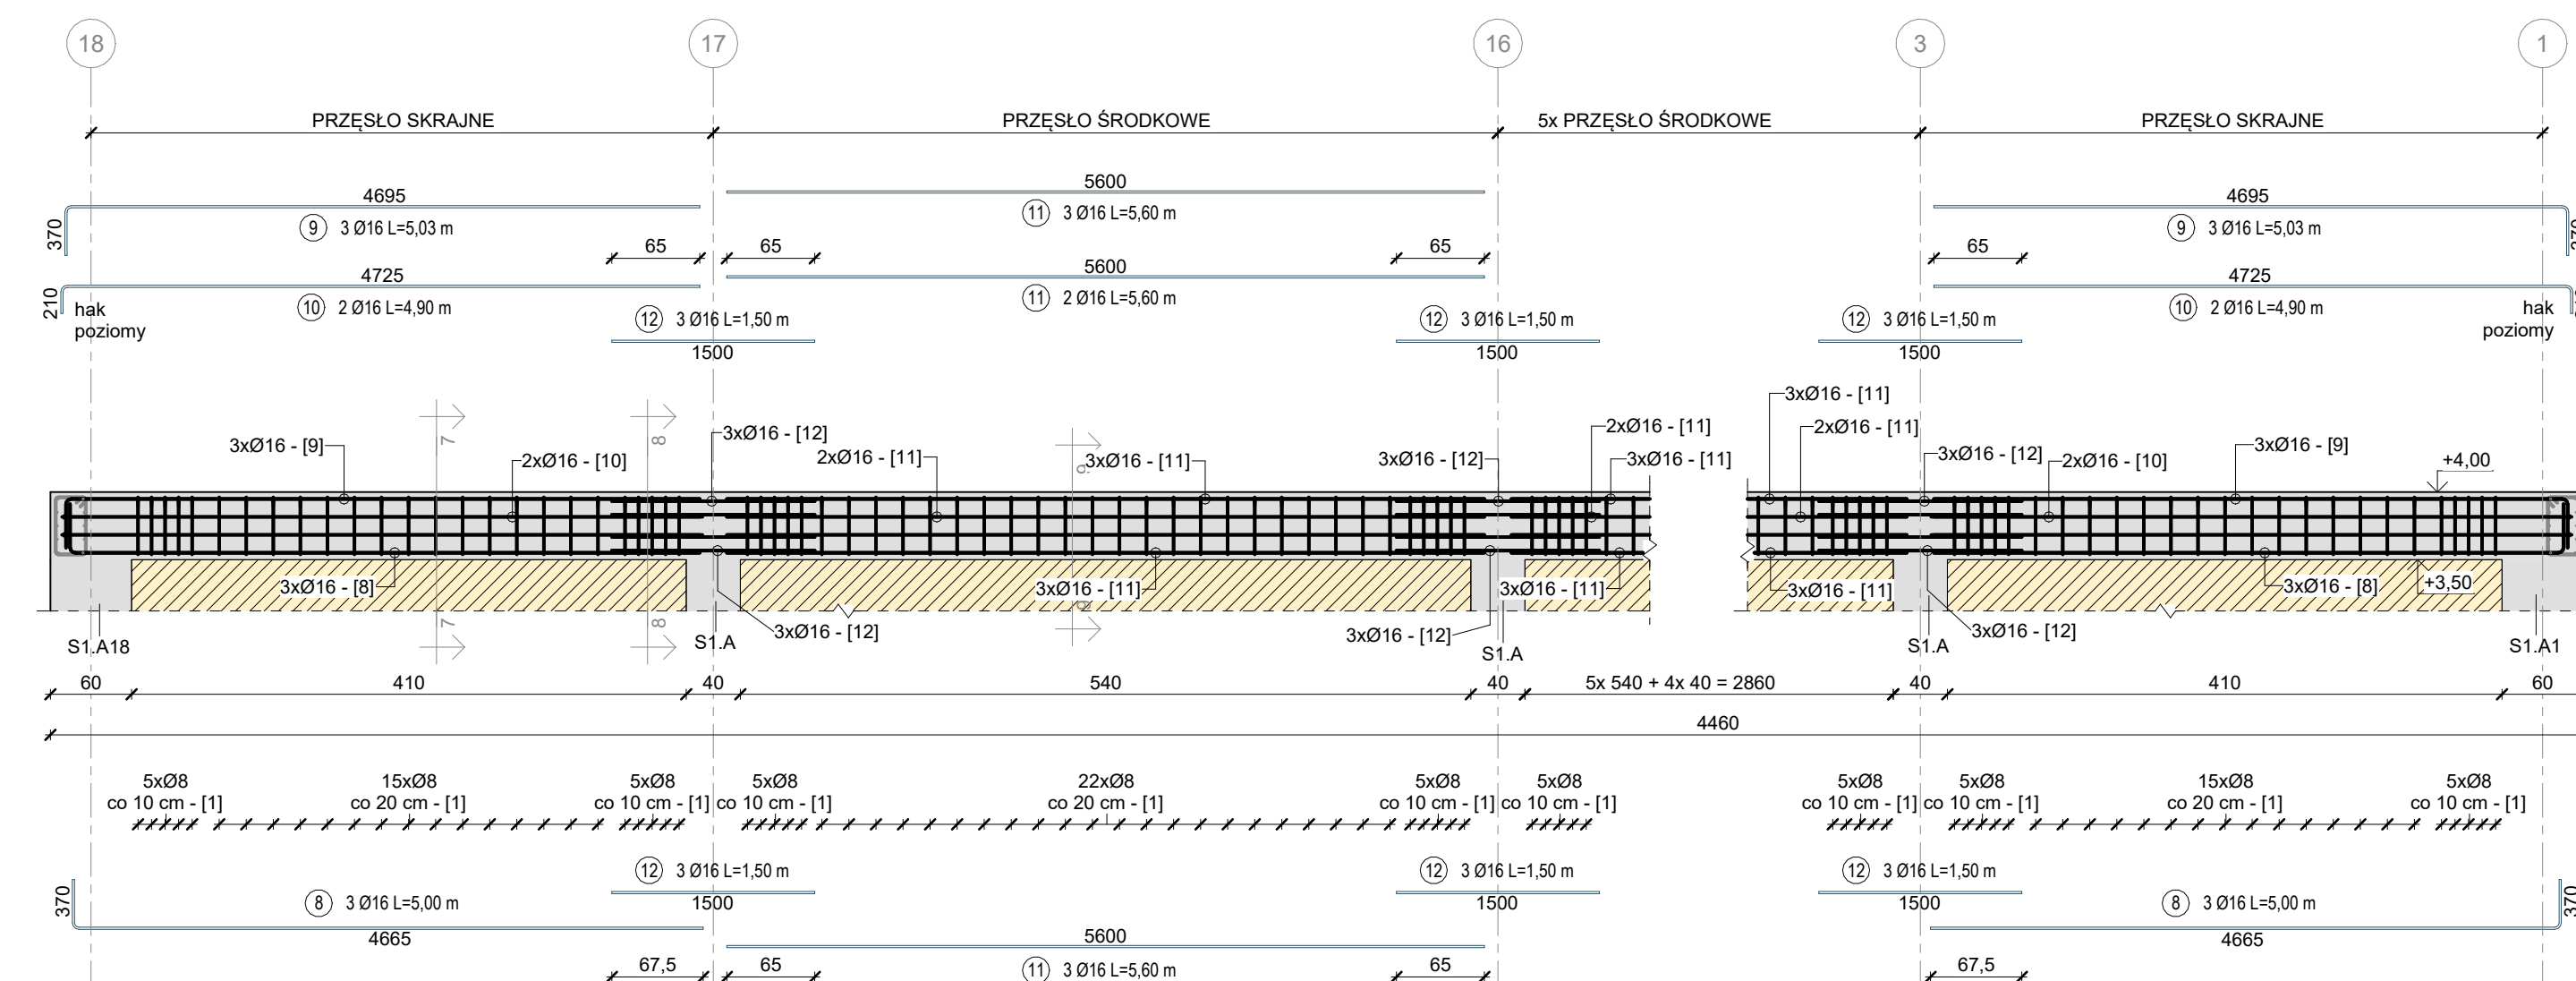 18 17 16 3 1
PRZĘSŁO SKRAJNE PRZĘSŁO ŚRODKOWE 5x PRZĘSŁO ŚRODKOWE PRZĘSŁO SKRAJNE
5600
4695 4695
11 3 Ø16 L=5,60 m
370 9 3 Ø16 L=5,03 m 9 3 Ø16 L=5,03 m 370
65 65 65 65
5600
4725 4725
11 2 Ø16 L=5,60 m
210 hak 10 2 Ø16 L=4,90 m 10 2 Ø16 L=4,90 m hak
poziomy 12 3 Ø16 L=1,50 m 12 3 Ø16 L=1,50 m 12 3 Ø16 L=1,50 m poziomy
1500 1500 1500
3xØ16 - [11]
7 8 3xØ16 - [12] 2xØ16 - [11] 2xØ16 - [11]
3xØ16 - [9] 3xØ16 - [9]
2xØ16 - [10] 2xØ16 - [11] 9 3xØ16 - [11] 3xØ16 - [12] 3xØ16 - [11] 3xØ16 - [12] 2xØ16 - [10] +4,00
3xØ16 - [8] 3xØ16 - [11] 3xØ16 - [11] 3xØ16 - [11] 3xØ16 - [8] +3,50
9
7 8 3xØ16 - [12] 3xØ16 - [12] 3xØ16 - [12]
S1.A18 S1.A S1.A S1.A S1.A1
60 410 40 540 40 5x 540 + 4x 40 = 2860 40 410 60
4460
5xØ8 15xØ8 5xØ8 5xØ8 22xØ8 5xØ8 5xØ8 5xØ8 5xØ8 15xØ8 5xØ8
co 10 cm - [1] co 20 cm - [1] co 10 cm - [1] co 10 cm - [1] co 20 cm - [1] co 10 cm - [1] co 10 cm - [1] co 10 cm - [1] co 10 cm - [1] co 20 cm - [1] co 10 cm - [1]
12 3 Ø16 L=1,50 m 12 3 Ø16 L=1,50 m 12 3 Ø16 L=1,50 m
370 8 3 Ø16 L=5,00 m 1500 1500 1500 8 3 Ø16 L=5,00 m 370
4665 5600 4665
67,5 65 11 3 Ø16 L=5,60 m 65 67,5